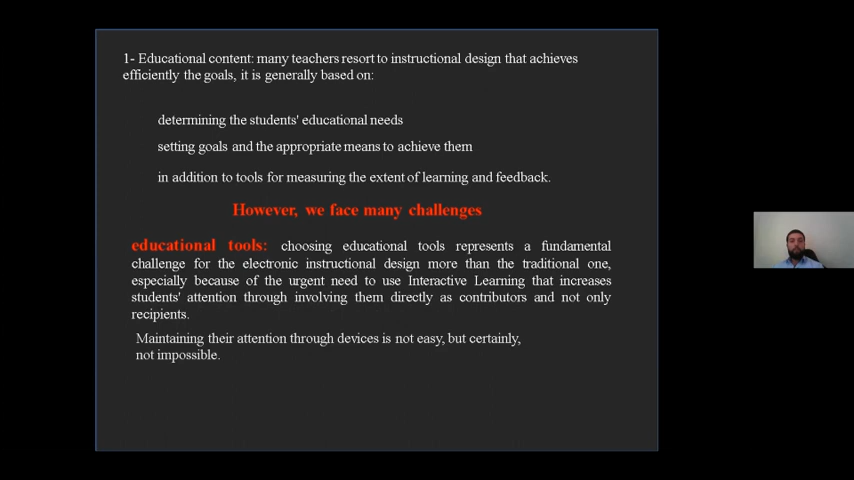 1- Educational content: many teachers resort to instructional design that achieves
efficiently the goals, it is generally based on:
determining the students' educational needs
setting goals and the appropriate means to achieve them
in addition to tools for measuring the extent of learning and feedback.
However, we face many challenges
educational tools: choosing educational tools represents a fundamental
challenge for the electronic instructional design more than the traditional one,
especially because of the urgent need to use Interactive Learning that increases
students' attention through involving them directly as contributors and not only
recipients.
Maintaining their attention through devices is not easy, but certainly,
not impossible.